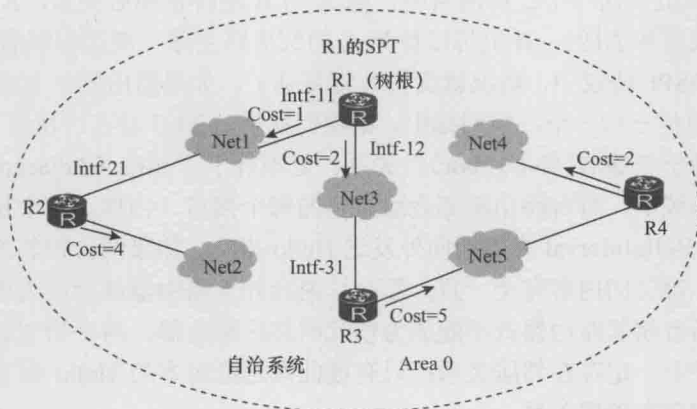 R1的SPT
R1（树根）
Intf-11
Cost=1
R
Intf-12
Net1
Cost=2
Net4
Cost=2
Intf-21
Net3
R
R2
R
R4
Cost=4
Net2
Intf-31
Net5
R
Cost=5
R3
自治系统
Area 0